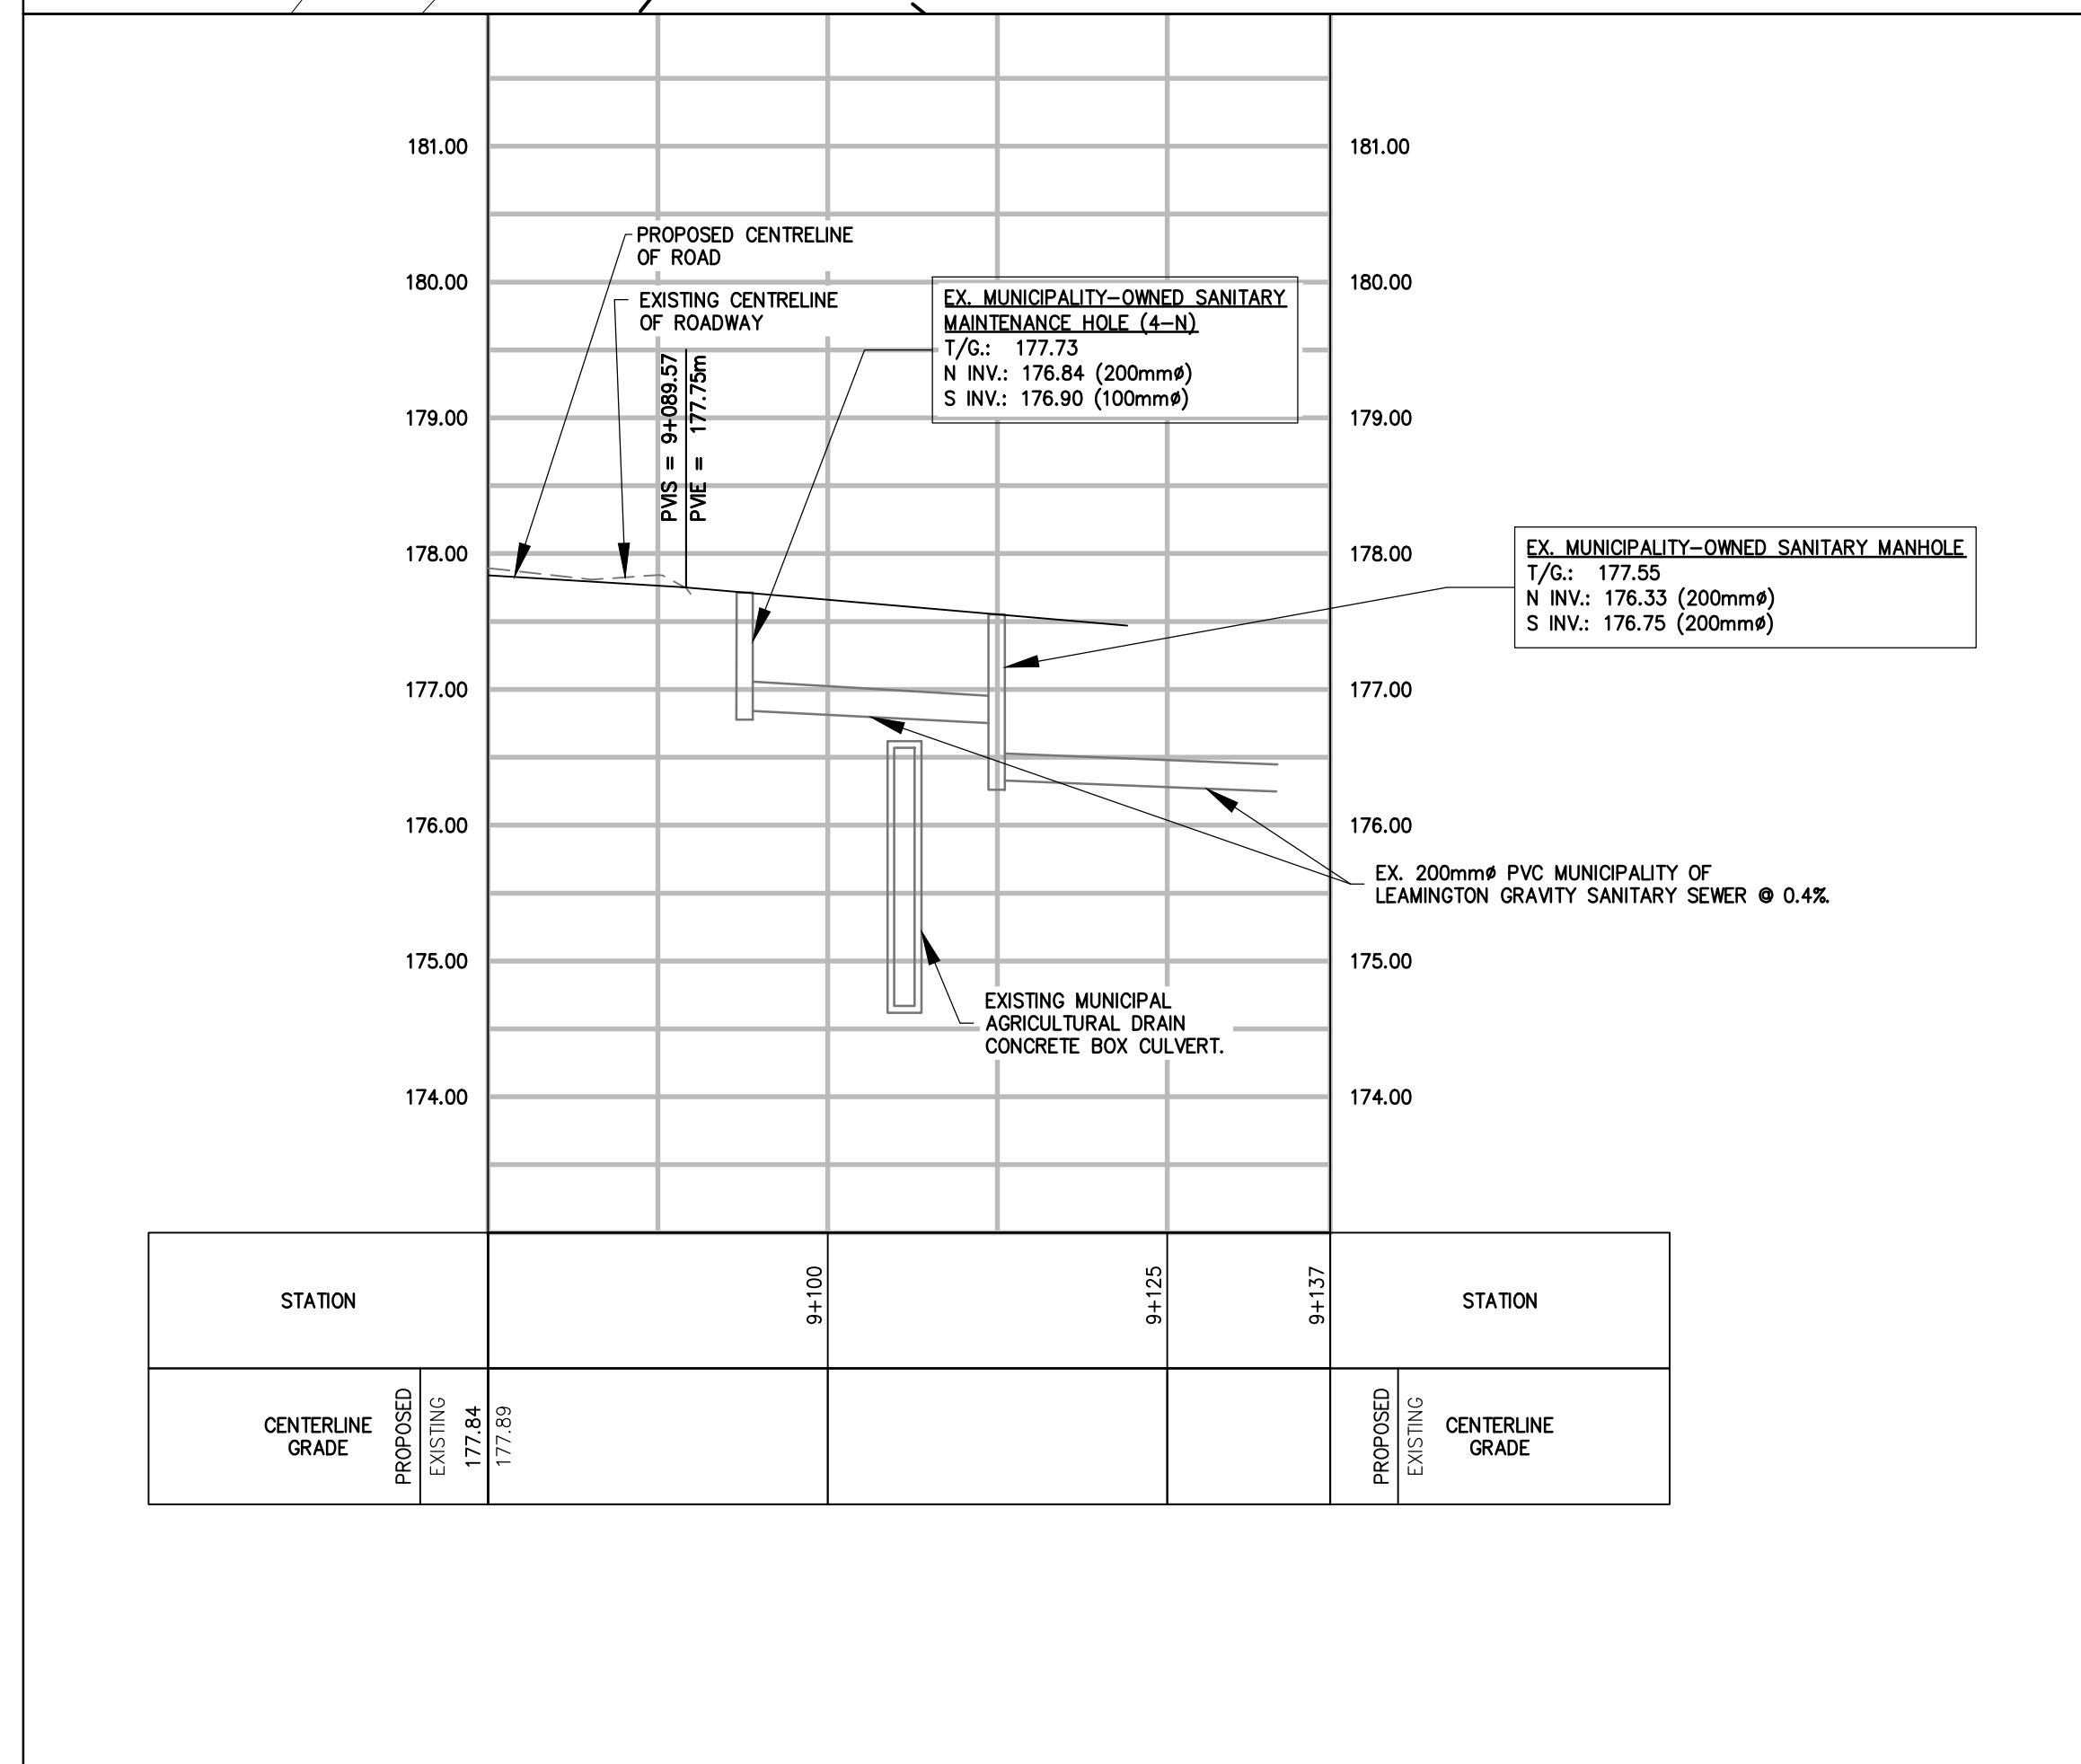 181.00
181.00
PROPOSED CENTRELINE
OF ROAD
180.00
180.00
EXISTING CENTRELINE
OF ROADWAY
EX. MUNICIPALITY-OWNED SANITARY
MAINTENANCE HOLE (4-N)
T/G.: 177.73
N INV.: 176.84 (200mmø)
S INV.: 176.90 (100mmø)
PVIS = 9+089.57
PVIE = 177.75m
179.00
179.00
178.00
178.00
EX. MUNICIPALITY-OWNED SANITARY MANHOLE
T/G.: 177.55
N INV.: 176.33 (200mmø)
S INV.: 176.75 (200mmø)
177.00
177.00
176.00
176.00
EX. 200mmø PVC MUNICIPALITY OF
LEAMINGTON GRAVITY SANITARY SEWER @ 0.4%.
175.00
175.00
EXISTING MUNICIPAL
AGRICULTURAL DRAIN
CONCRETE BOX CULVERT.
174.00
174.00
STATION
9+100
9+125
9+137
STATION
CENTERLINE
GRADE
PROPOSED
EXISTING
177.84
177.89
PROPOSED
EXISTING
CENTERLINE
GRADE